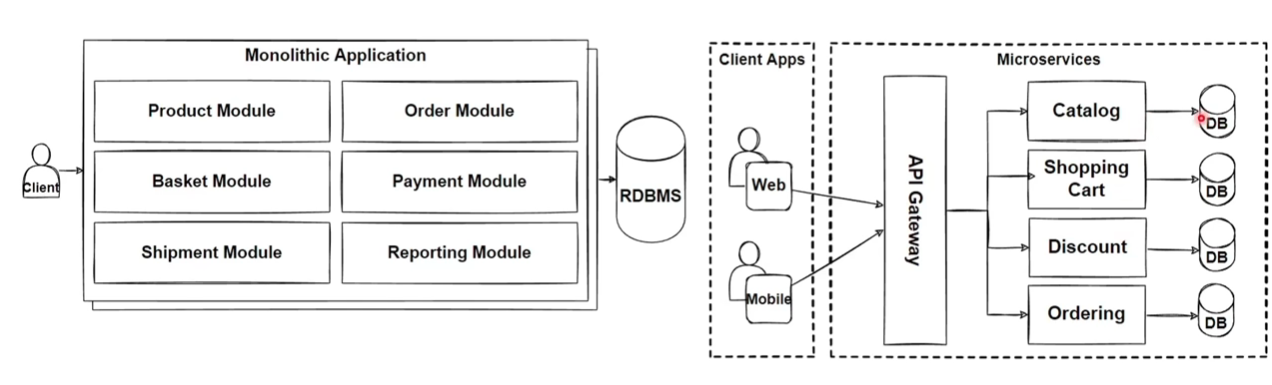 Monolithic Application
Product Module
Order Module
Basket Module
Payment Module
Shipment Module
Reporting Module
Client
RDBMS
Client Apps
Web
Mobile
Microservices
API Gateway
Catalog
DB
Shopping
Cart
DB
Discount
DB
Ordering
DB